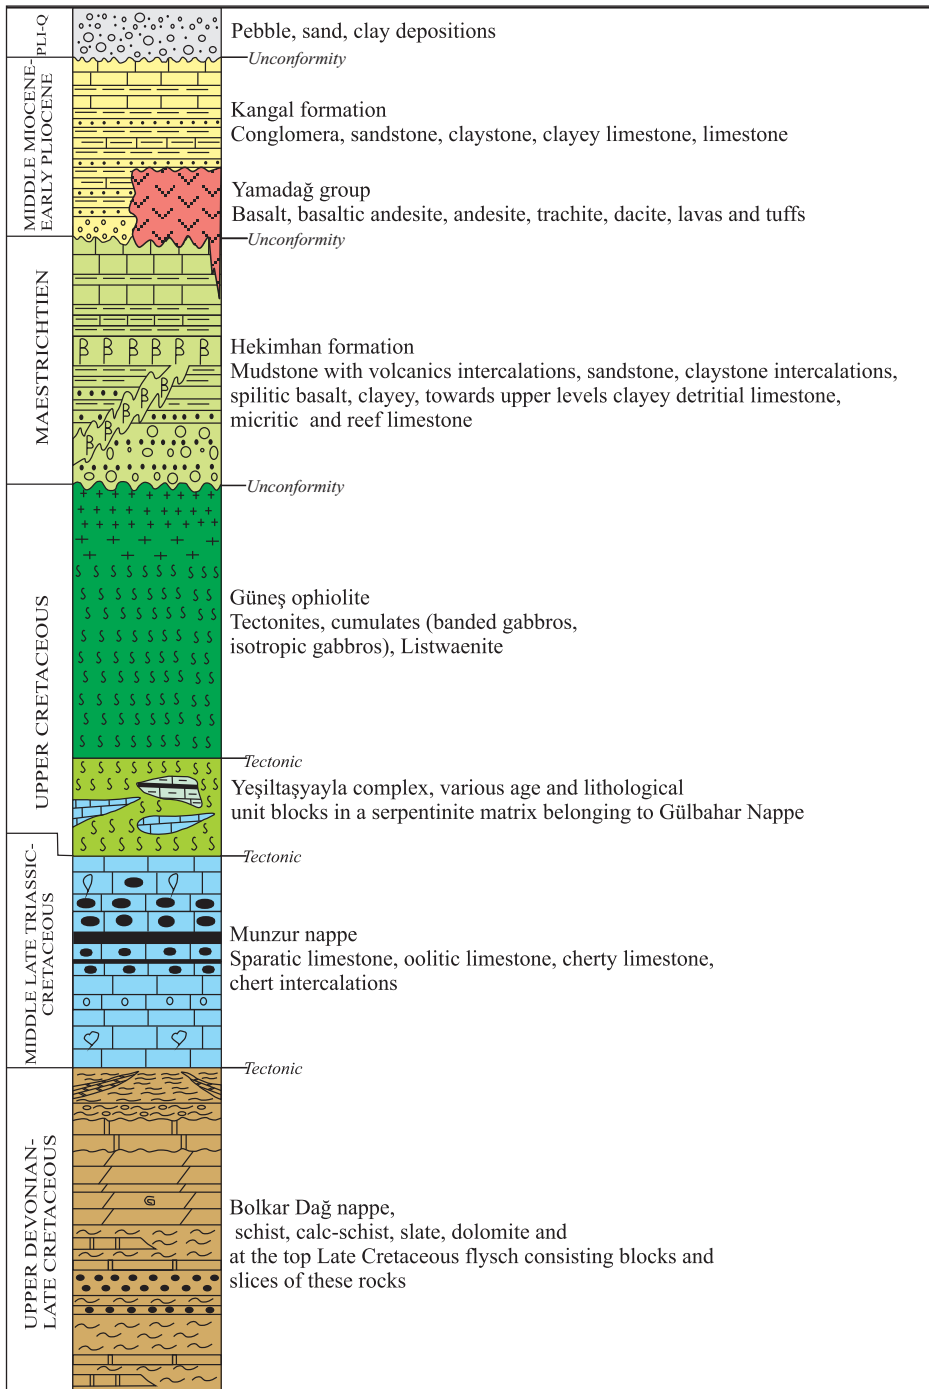 PLI-Q
Pebble, sand, clay depositions
Unconformity
MIDDLE MIOCENE-
EARLY PLIOCENE
Kangal formation
Conglomera, sandstone, claystone, clayey limestone, limestone
Yamadağ group
Basalt, basaltic andesite, andesite, trachite, dacite, lavas and tuffs
Unconformity
MAESTRICHTIEN
Hekimhan formation
Mudstone with volcanics intercalations, sandstone, claystone intercalations,
spilitic basalt, clayey, towards upper levels clayey detritial limestone,
micritic and reef limestone
Unconformity
UPPER CRETACEOUS
Güneş ophiolite
Tectonites, cumulates (banded gabbros,
isotropic gabbros), Listwaenite
Tectonic
Yeşiltaşyayla complex, various age and lithological
unit blocks in a serpentinite matrix belonging to Gülbahar Nappe
Tectonic
MIDDLE LATE TRIASSIC-
CRETACEOUS
Munzur nappe
Sparatic limestone, oolitic limestone, cherty limestone,
chert intercalations
Tectonic
UPPER DEVONIAN-
LATE CRETACEOUS
Bolkar Dağ nappe,
schist, calc-schist, slate, dolomite and
at the top Late Cretaceous flysch consisting blocks and
slices of these rocks